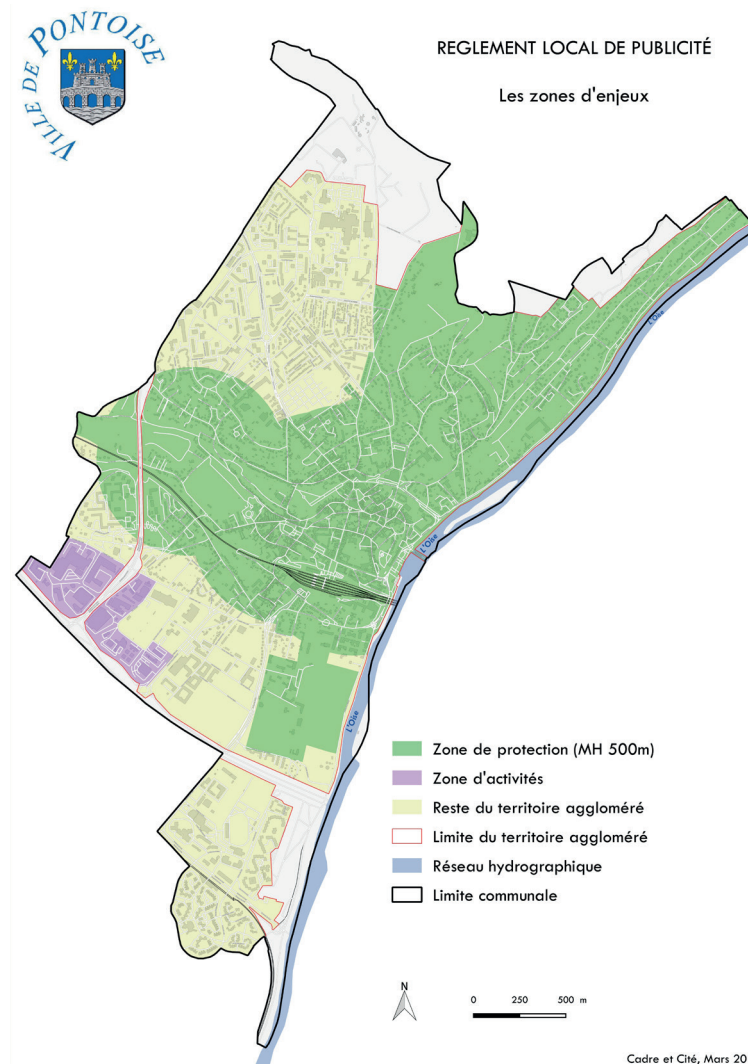 VILLE DE PONTOISE
REGLEMENT LOCAL DE PUBLICITÉ
Les zones d'enjeux
L'Oise
L'Oise
L'Oise
Zone de protection (MH 500m)
Zone d'activités
Reste du territoire aggloméré
Limite du territoire aggloméré
Réseau hydrographique
Limite communale
N
0 250 500 m
Cadre et Cité, Mars 20